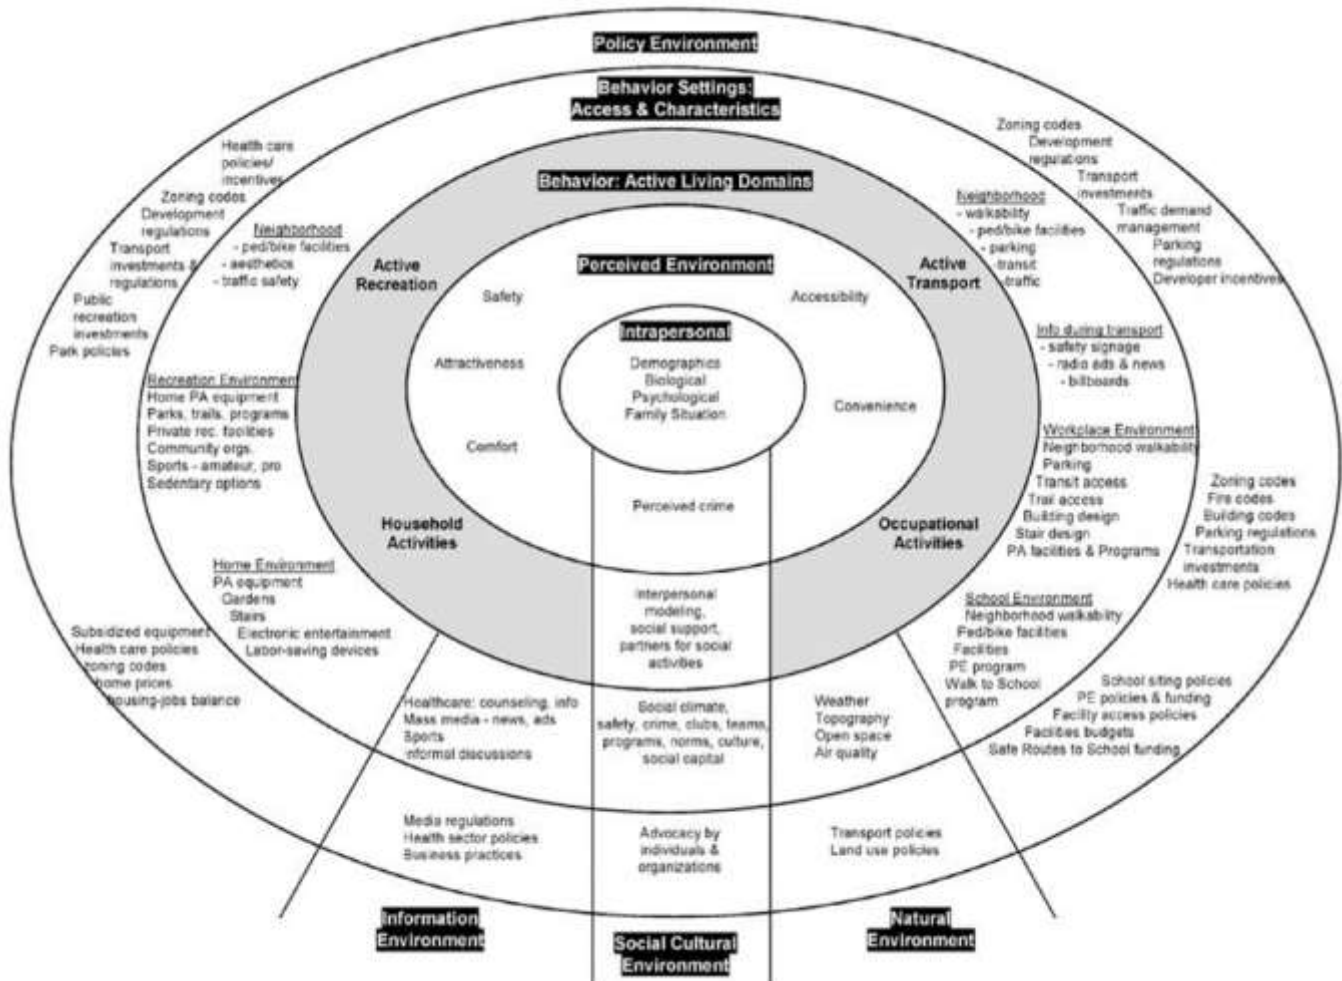 Policy Environment
Behavior Settings:
Access & Characteristics
Behavior: Active Living Domains
Perceived Environment
Intrapersonal
Demographics
Biological
Psychological
Family Situation
Safety
Attractiveness
Comfort
Accessibility
Convenience
Perceived crime
Active
Recreation
Active
Transport
Household
Activities
Occupational
Activities
Interpersonal
modeling,
social support,
partners for social
activities
Health care
policies/
incentives
Zoning codes
Development
regulations
Transport
investments &
regulations
Public
recreation
investments
Park policies
Neighborhood
- ped/bike facilities
- aesthetics
- traffic safety
Recreation Environment
Home PA equipment
Parks, trails, programs
Private rec. facilities
Community orgs.
Sports - amateur, pro
Sedentary options
Home Environment
PA equipment
Gardens
Stairs
Electronic entertainment
Labor-saving devices
Subsidized equipment
Health care policies
zoning codes
home prices
housing-jobs balance
Zoning codes
Development
regulations
Transport
investments
Traffic demand
management
Parking
regulations
Developer incentives
Neighborhood
- walkability
- ped/bike facilities
- parking
-transit
-traffic
Info during transport
- safety signage
- radio ads & news
- billboards
Workplace Environment
Neighborhood walkability
Parking
Transit access
Trail access
Building design
Stair design
PA facilities & Programs
Zoning codes
Fire codes
Building codes
Parking regulations
Transportation
investments
Health care policies
School Environment
Neighborhood walkability
Ped/bike facilities
Facilities
PE program
Walk to School
program
School siting policies
PE policies & funding
Facility access policies
Facilities budgets
Safe Routes to School funding
Healthcare: counseling, info
Mass media - news, ads
Sports
Informal discussions
Social climate,
safety, crime, clubs, teams,
programs, norms, culture,
social capital
Weather
Topography
Open space
Air quality
Media regulations
Health sector policies
Business practices
Advocacy by
individuals &
organizations
Transport policies
Land use policies
Information
Environment
Social Cultural
Environment
Natural
Environment